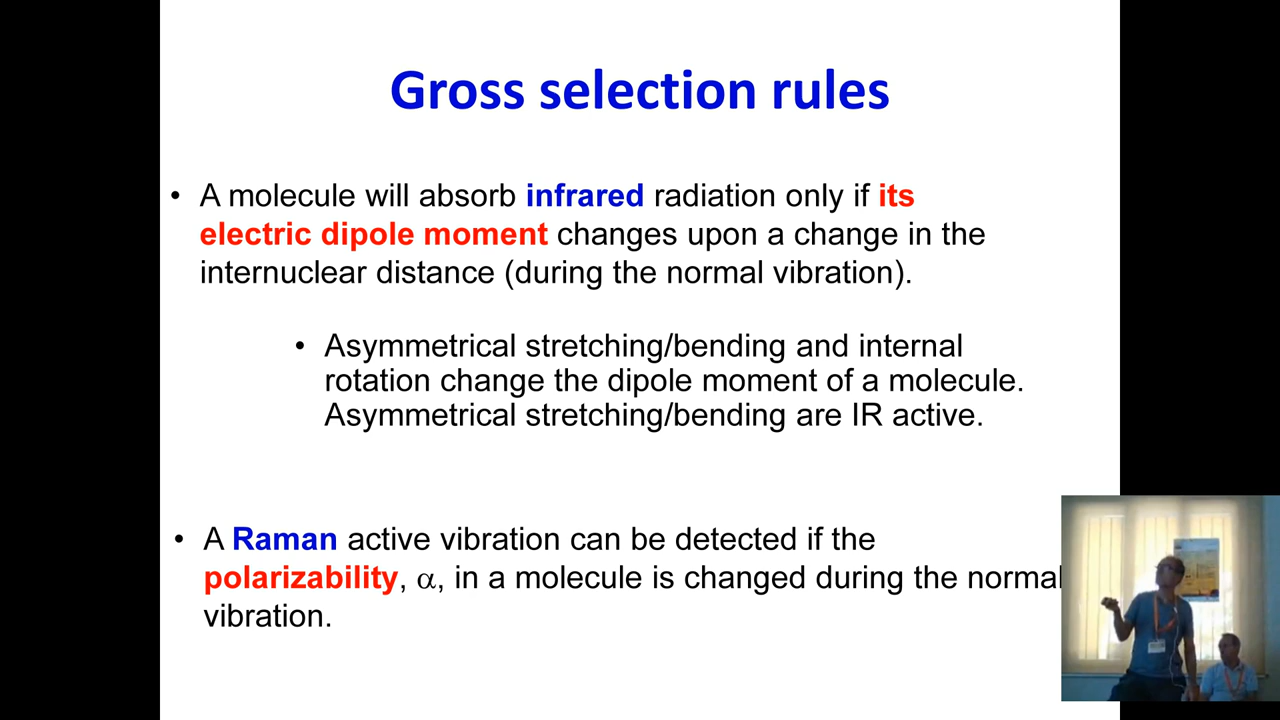 Gross selection rules
• A molecule will absorb infrared radiation only if its
electric dipole moment changes upon a change in the
internuclear distance (during the normal vibration).
• Asymmetrical stretching/bending and internal
rotation change the dipole moment of a molecule.
Asymmetrical stretching/bending are IR active.
• A Raman active vibration can be detected if the
polarizability, α, in a molecule is changed during the normal
vibration.